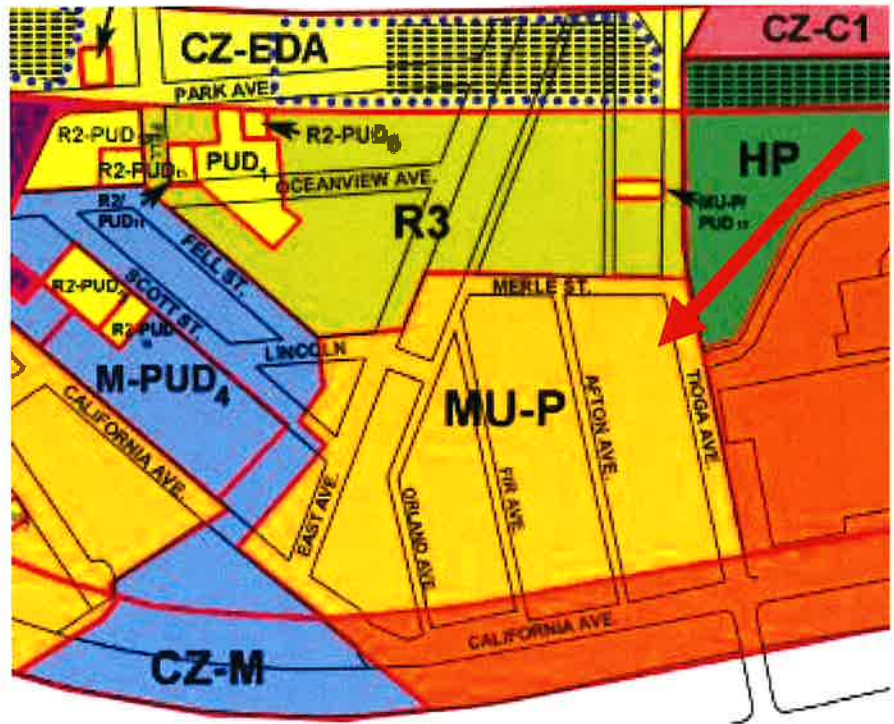 CZ-EDA
CZ-C1
PARK AVE.
R2-PUD
R2-PUD
HP
R2-PUD
PUD1
OCEANVIEW AVE.
R2/
PUD
MU-P/
PUD
R3
FELL ST.
SCOTT ST.
R2-PUD
R2-PUD
MERLE ST.
LINCOLN
M-PUD4
MU-P
CALIFORNIA AVE.
EAST AVE.
ORLAND AVE.
FIR AVE.
AFTON AVE.
TIOGA AVE.
CALIFORNIA AVE.
CZ-M